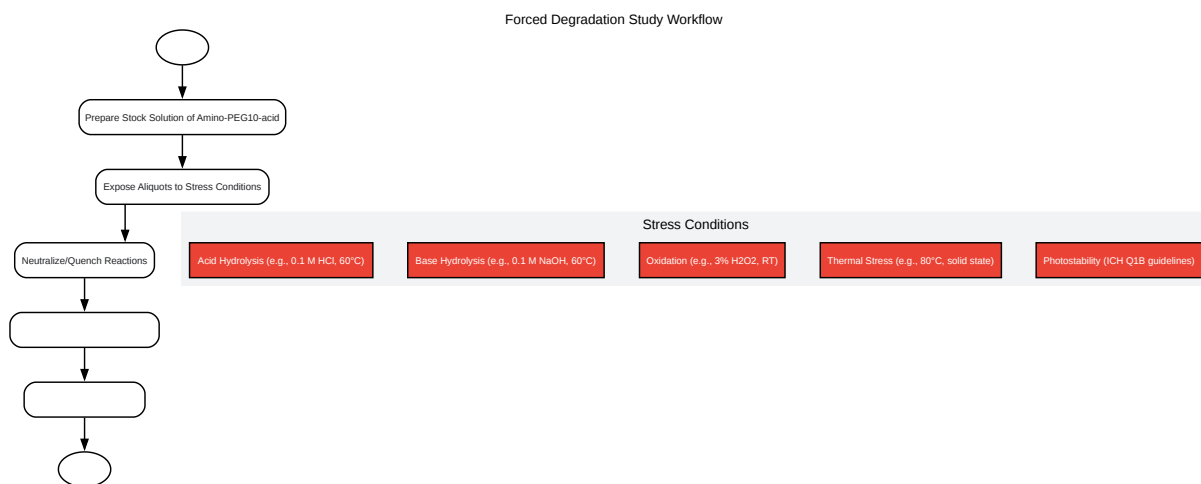 Forced Degradation Study Workflow
Prepare Stock Solution of Amino-PEG10-acid
Expose Aliquots to Stress Conditions
Stress Conditions
Neutralize/Quench Reactions
Acid Hydrolysis (e.g., 0.1 M HCl, 60°C)
Base Hydrolysis (e.g., 0.1 M NaOH, 60°C)
Oxidation (e.g., 3% H2O2, RT)
Thermal Stress (e.g., 80°C, solid state)
Photostability (ICH Q1B guidelines)